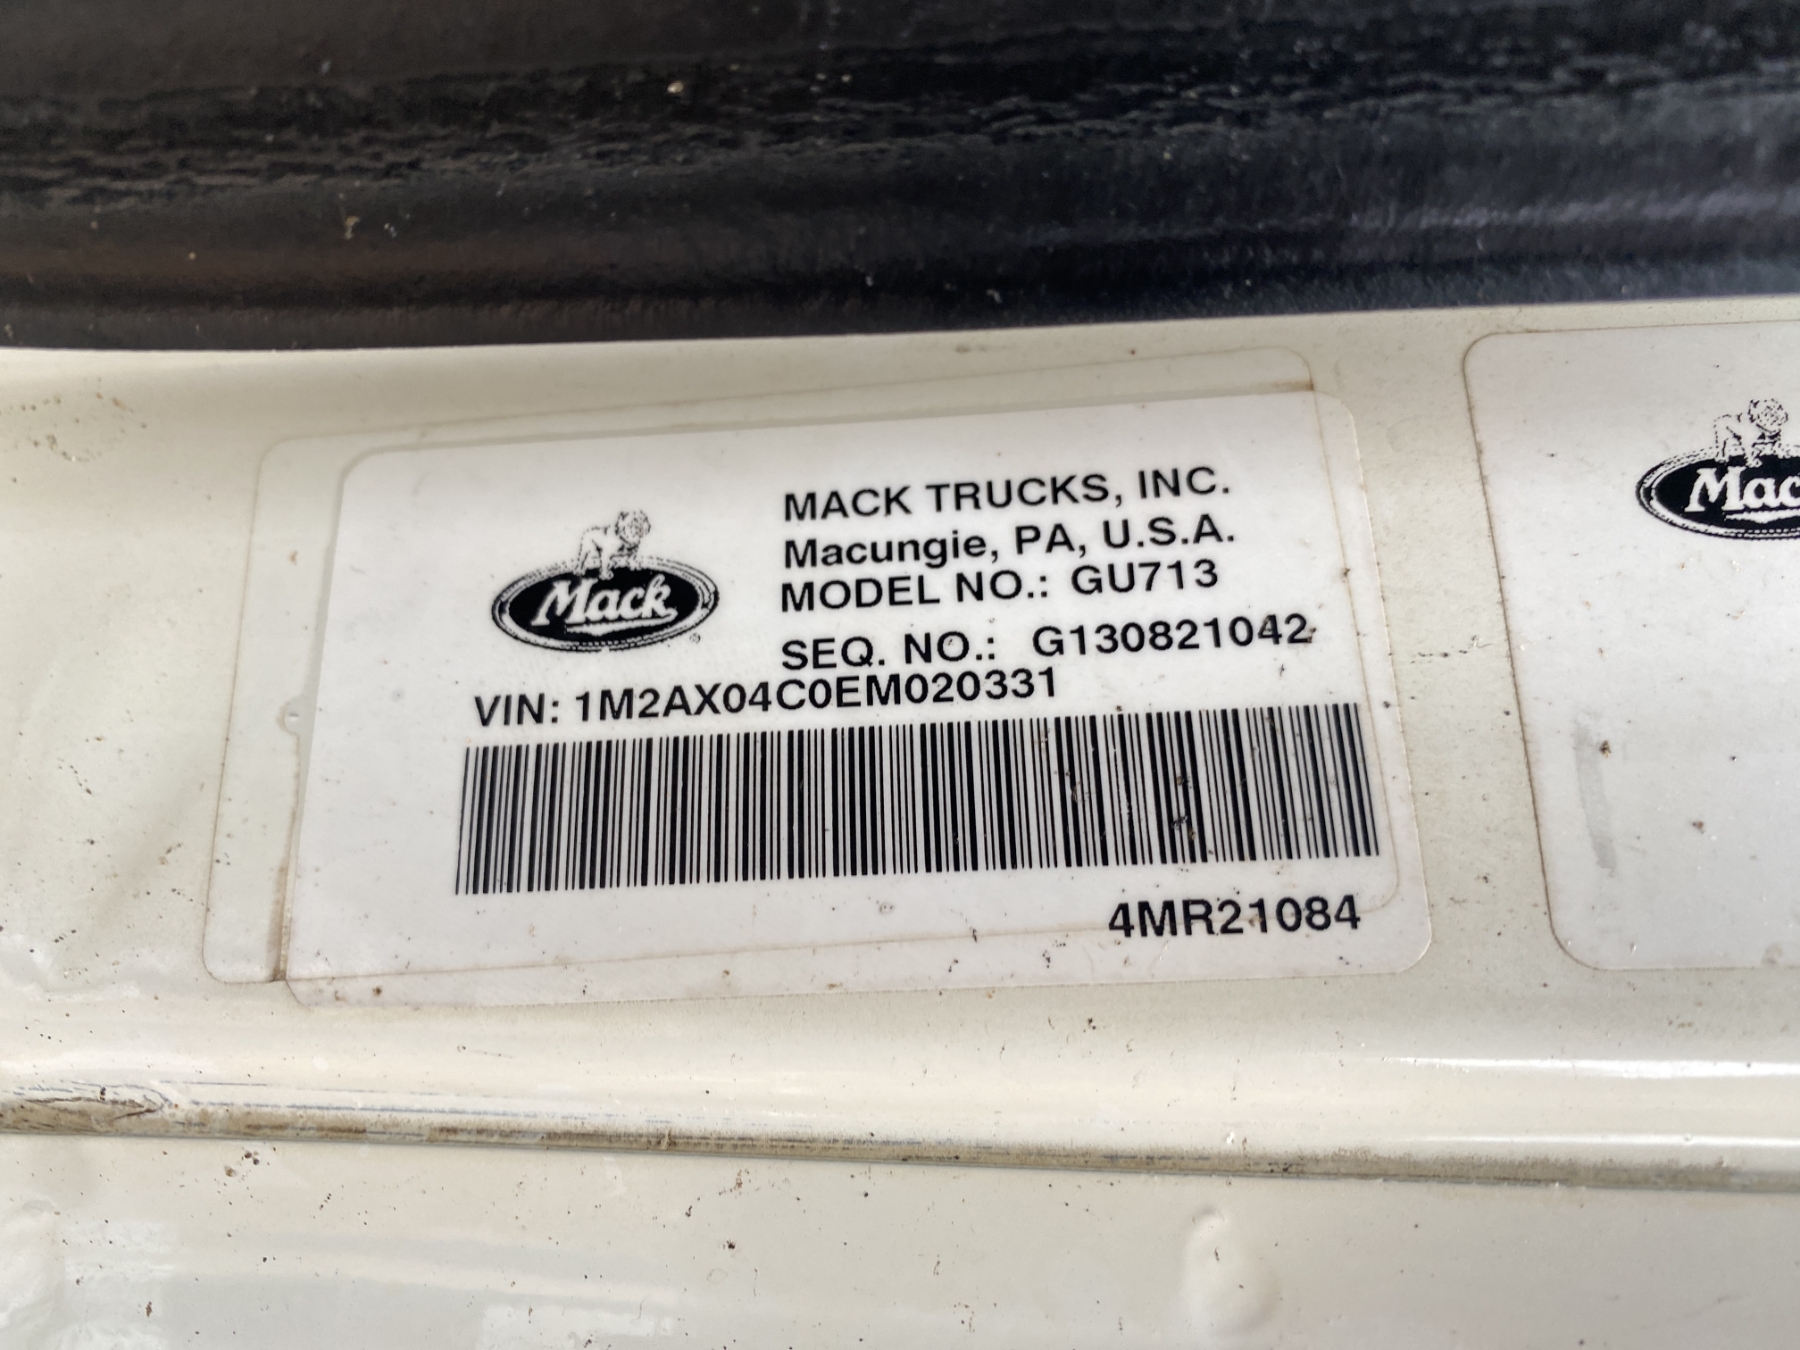 MACK TRUCKS, INC.
Macungie, PA, U.S.A.
MODEL NO.: GU713
Mack
®
SEQ. NO.: G130821042
VIN: 1M2AX04C0EM020331
4MR21084
Mac